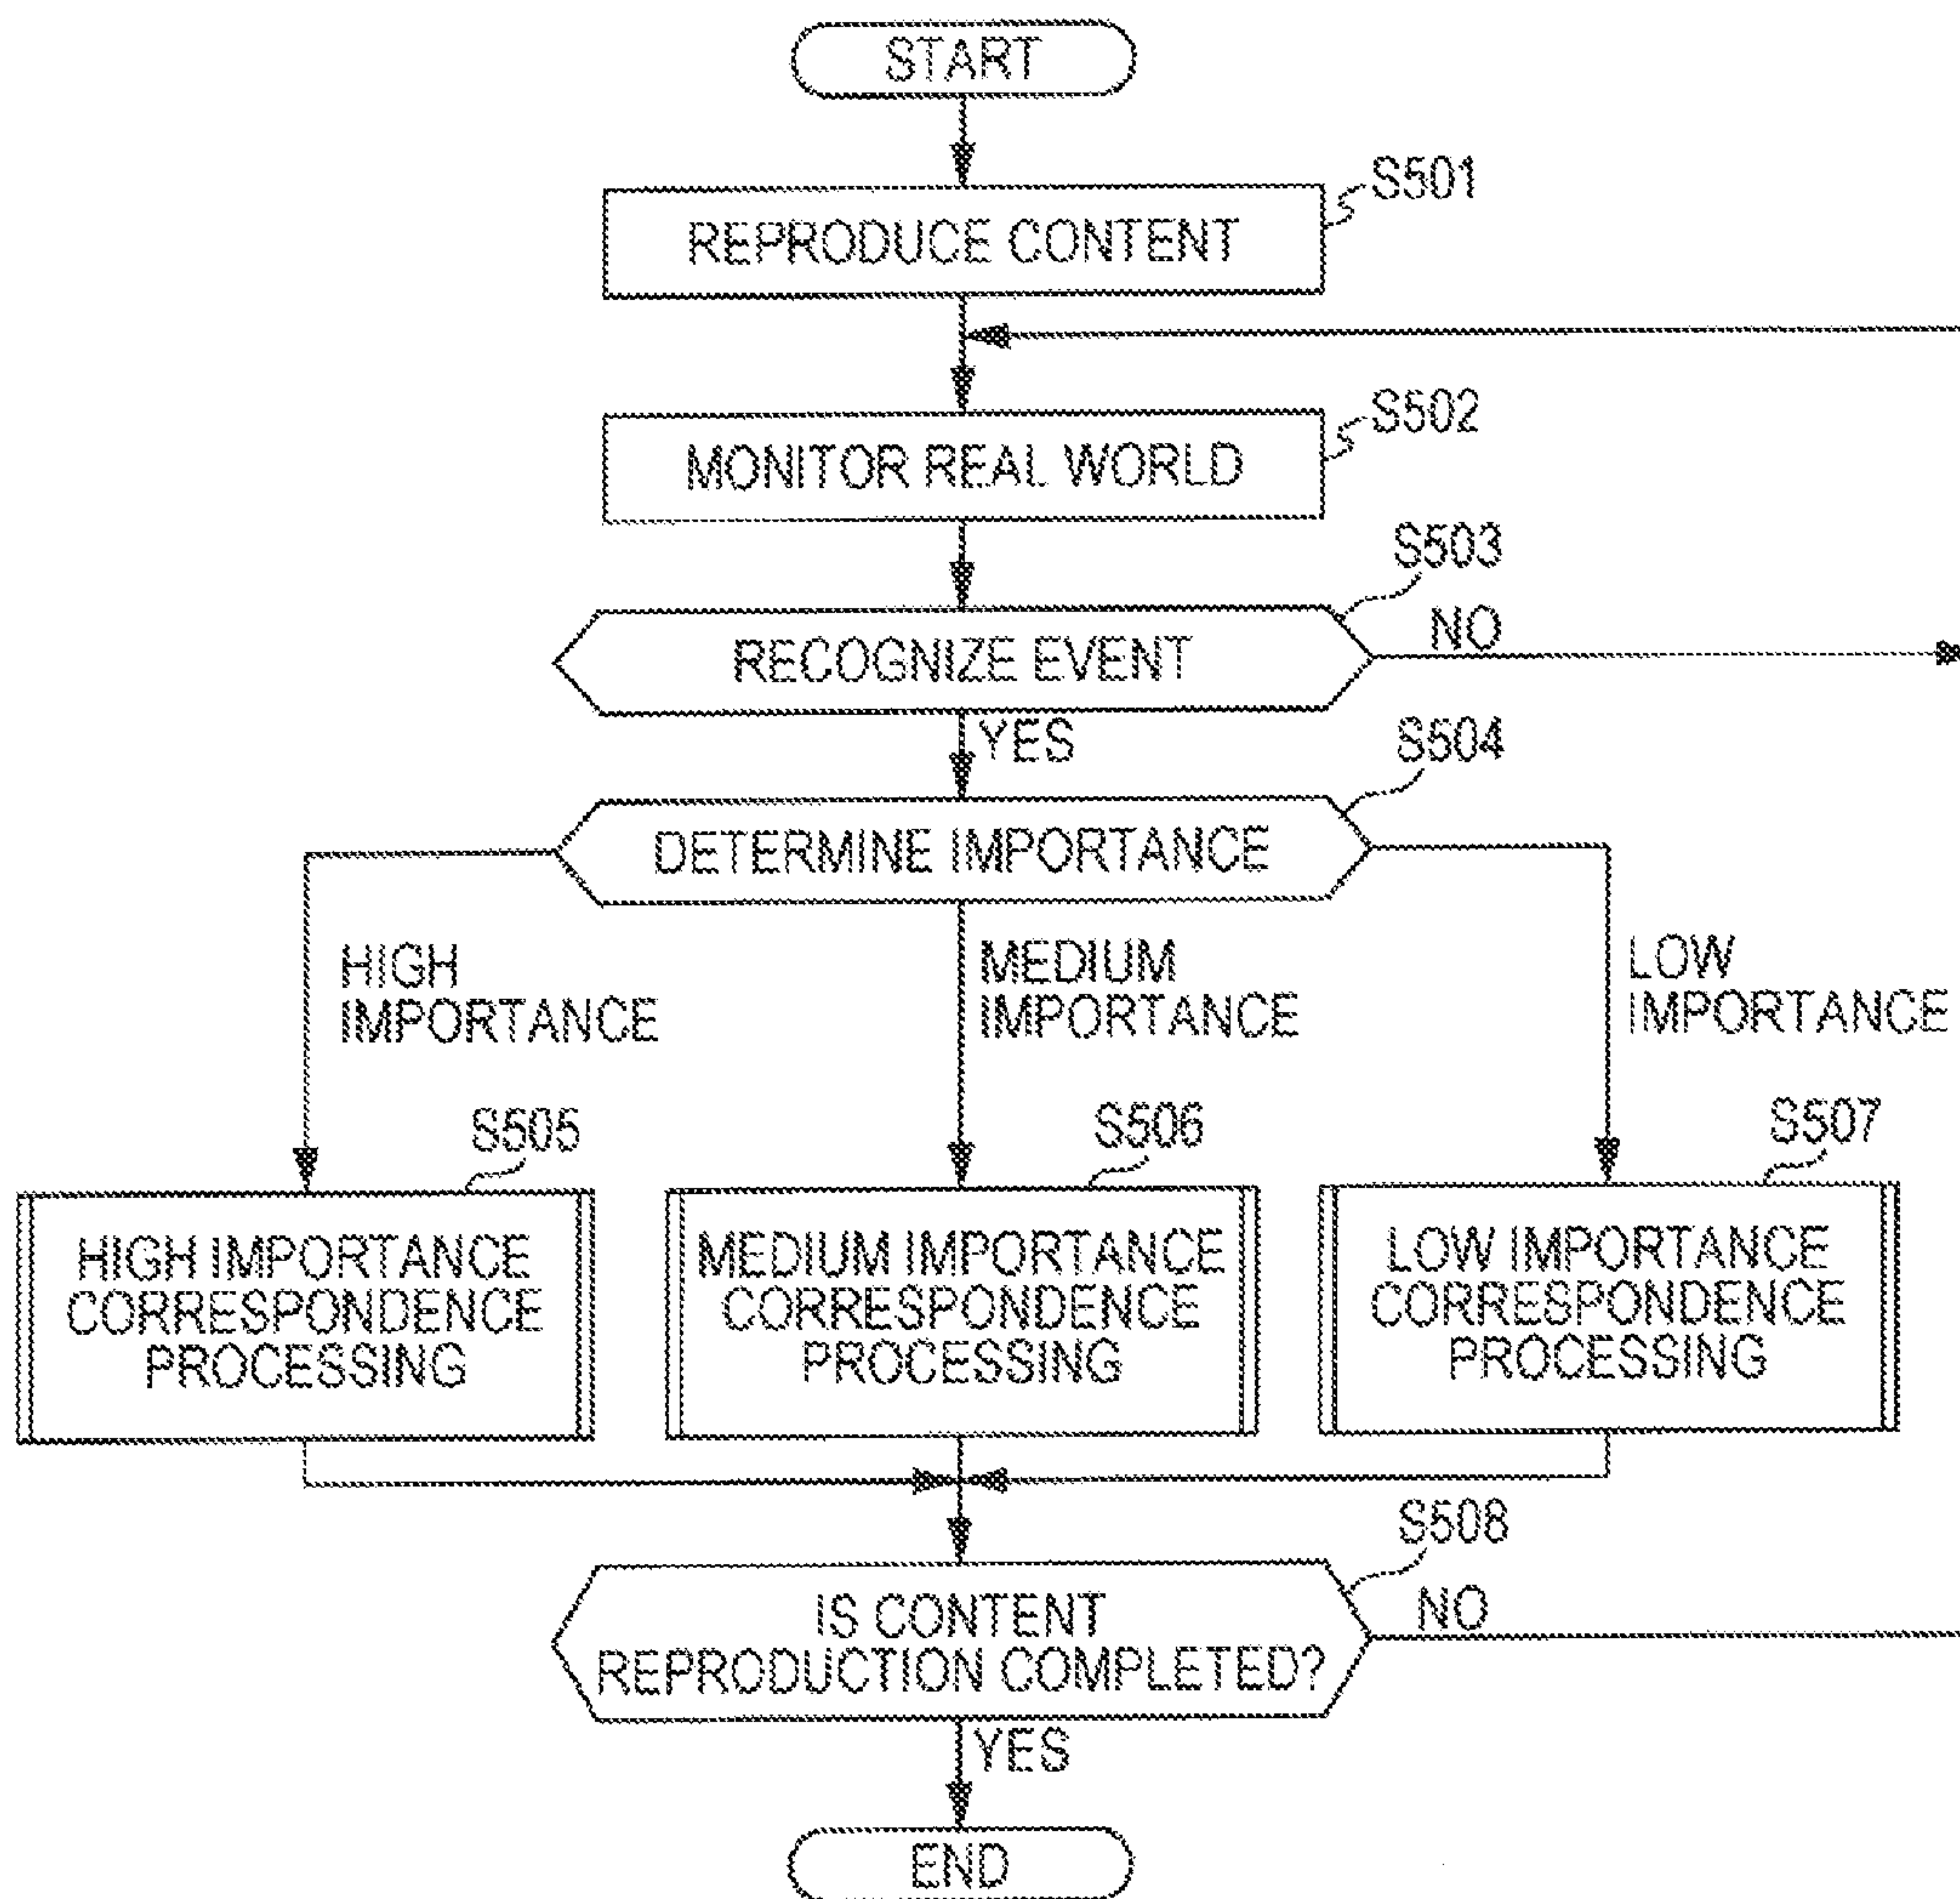 START
S501
REPRODUCE CONTENT
S502
MONITOR REAL WORLD
S503
RECOGNIZE EVENT
NO
YES
S504
DETERMINE IMPORTANCE
HIGH
IMPORTANCE
MEDIUM
IMPORTANCE
LOW
IMPORTANCE
S505
HIGH IMPORTANCE
CORRESPONDENCE
PROCESSING
S506
MEDIUM IMPORTANCE
CORRESPONDENCE
PROCESSING
S507
LOW IMPORTANCE
CORRESPONDENCE
PROCESSING
S508
IS CONTENT
REPRODUCTION COMPLETED?
NO
YES
END